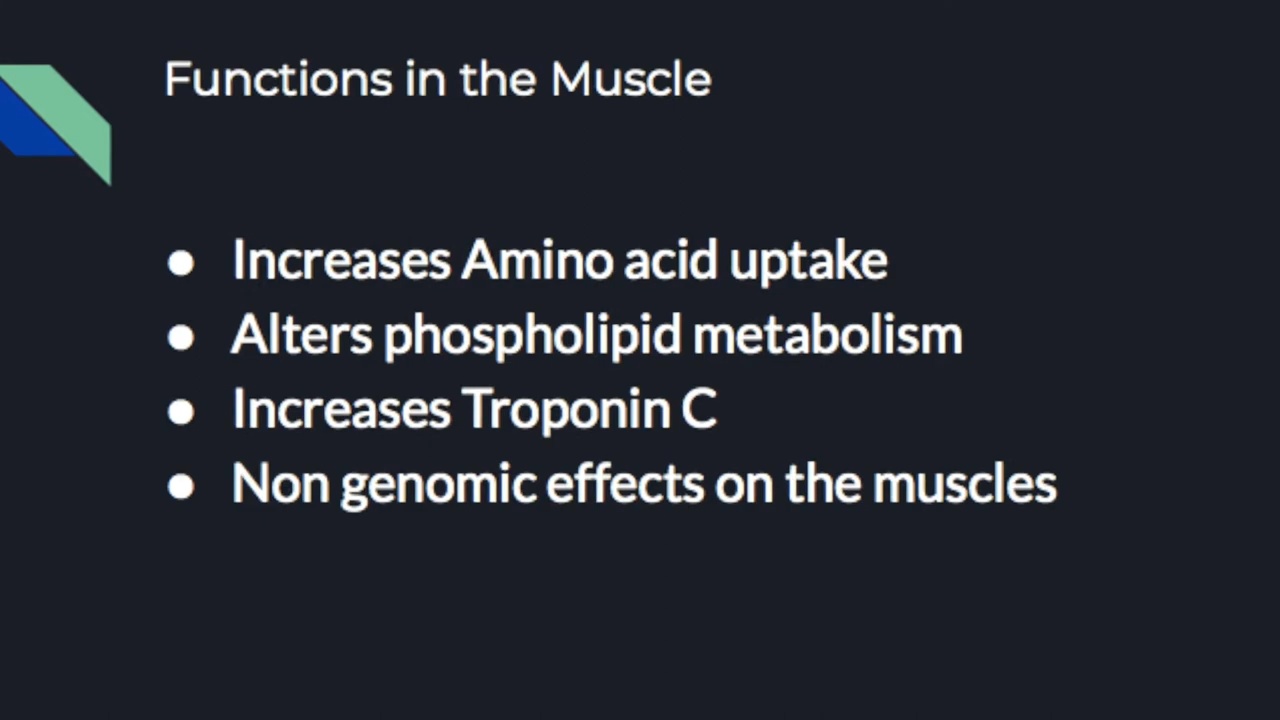 Functions in the Muscle
● Increases Amino acid uptake
● Alters phospholipid metabolism
● Increases Troponin C
● Non genomic effects on the muscles